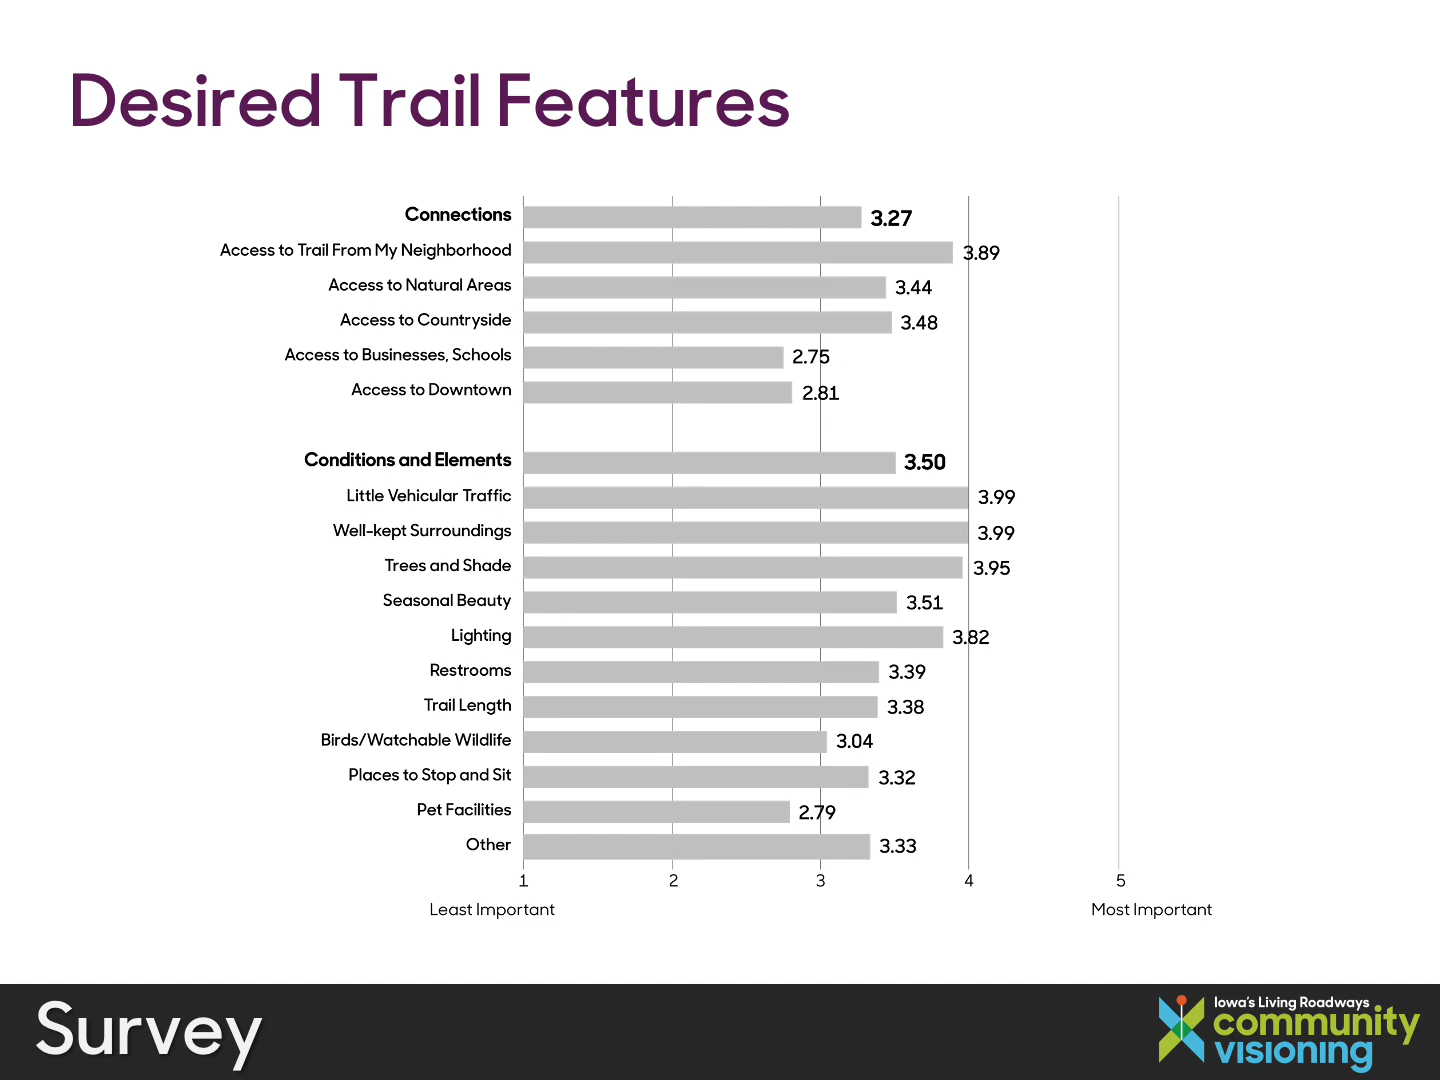 Desired Trail Features
Connections 3.27
Access to Trail From My Neighborhood 3.89
Access to Natural Areas 3.44
Access to Countryside 3.48
Access to Businesses, Schools 2.75
Access to Downtown 2.81
Conditions and Elements 3.50
Little Vehicular Traffic 3.99
Well-kept Surroundings 3.99
Trees and Shade 3.95
Seasonal Beauty 3.51
Lighting 3.82
Restrooms 3.39
Trail Length 3.38
Birds/Watchable Wildlife 3.04
Places to Stop and Sit 3.32
Pet Facilities 2.79
Other 3.33
1 2 3 4 5
Least Important Most Important
Survey
Iowa's Living Roadways
community
visioning